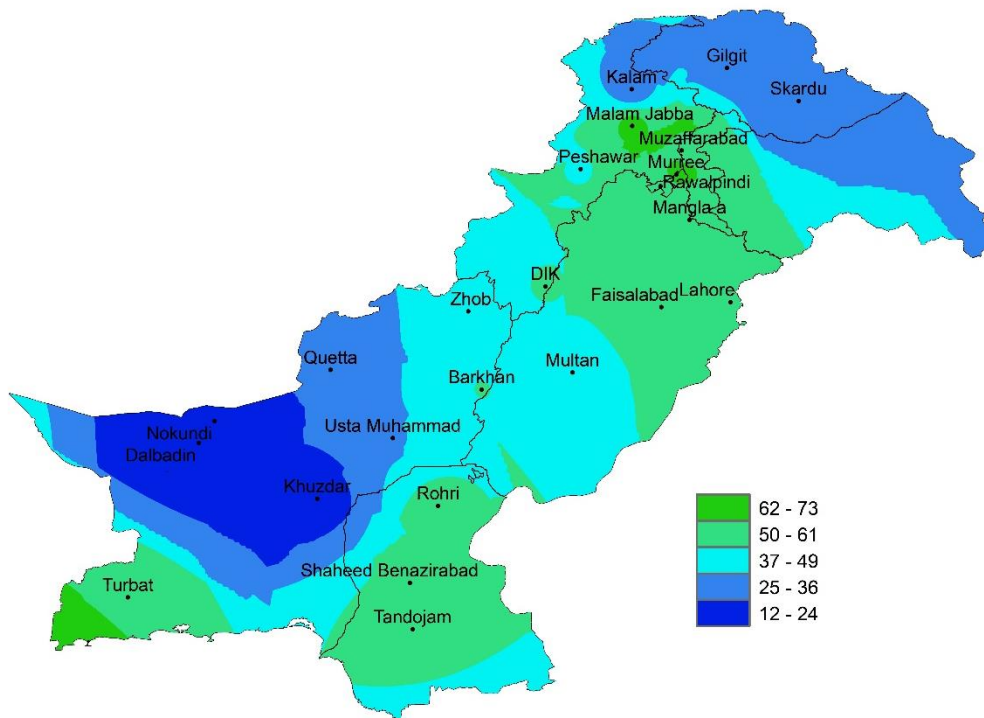 Gilgit
Kalam
Skardu
Malam Jabba
Muzaffarabad
Peshawar
Murree
Rawalpindi
Mangla a
DIK
Zhob
Faisalabad
Lahore
Quetta
Multan
Barkhan
Nokundi
Usta Muhammad
Dalbadin
Khuzdar
Rohri
62 - 73
50 - 61
37 - 49
25 - 36
12 - 24
Shaheed Benazirabad
Turbat
Tandojam